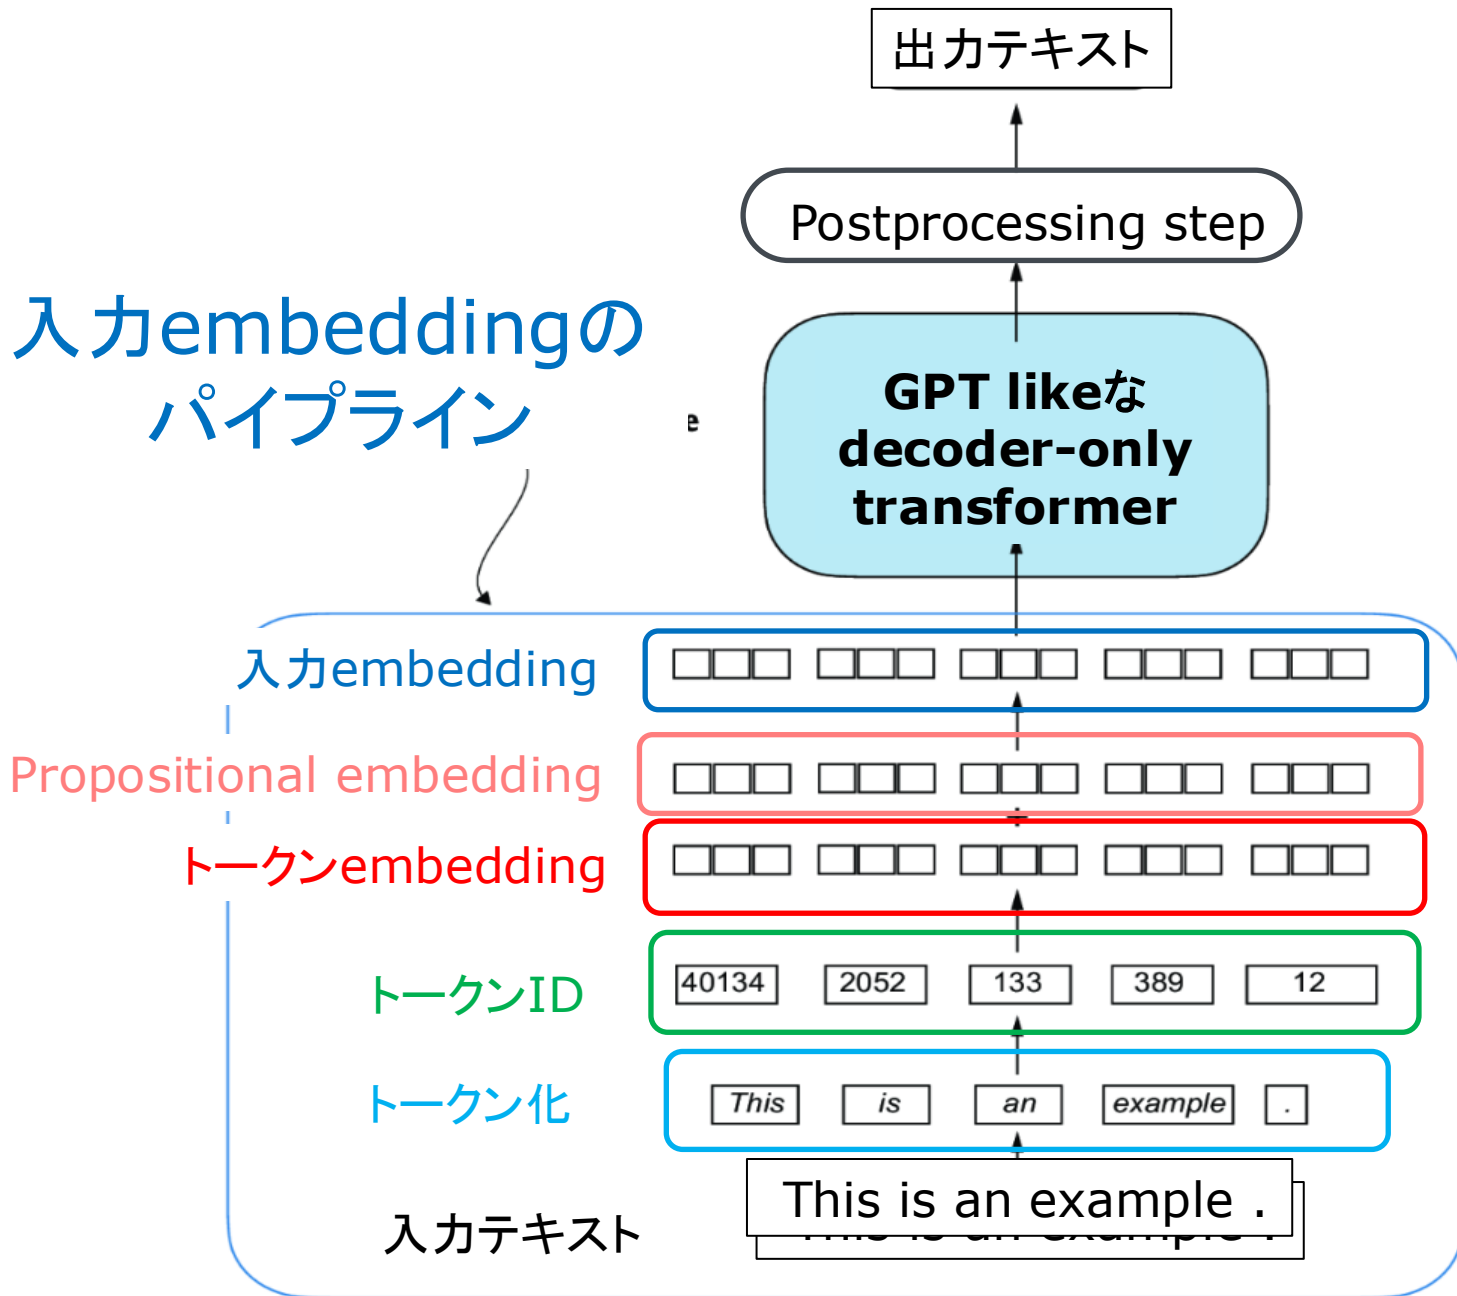 出力テキスト
Postprocessing step
入力embeddingの
パイプライン
e
GPT likeな
decoder-only
transformer
入力embedding
Propositional embedding
トークンembedding
トークンID
40134 2052 133 389 12
トークン化
This is an example .
入力テキスト
This is an example .
This is an example .